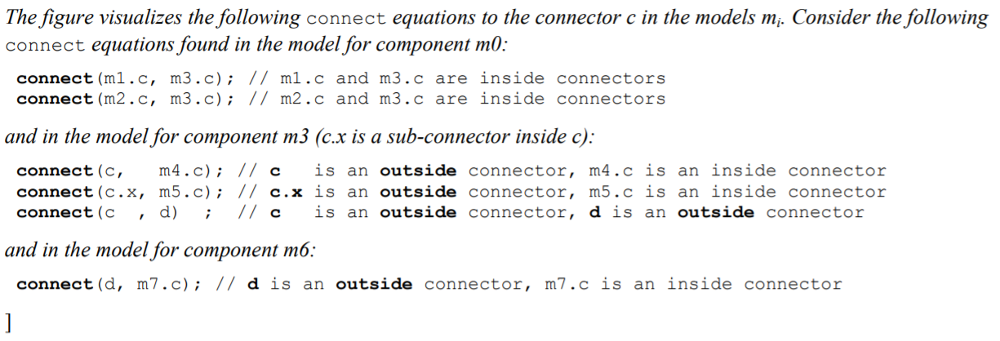 The figure visualizes the following connect equations to the connector c in the models mi. Consider the following
connect equations found in the model for component m0:
connect(m1.c, m3.c); // m1.c and m3.c are inside connectors
connect(m2.c, m3.c); // m2.c and m3.c are inside connectors
and in the model for component m3 (c.x is a sub-connector inside c):
connect(c,   m4.c); // c   is an outside connector, m4.c is an inside connector
connect(c.x, m5.c); // c.x is an outside connector, m5.c is an inside connector
connect(c  , d)  ;  // c   is an outside connector, d is an outside connector
and in the model for component m6:
connect(d, m7.c); // d is an outside connector, m7.c is an inside connector
]